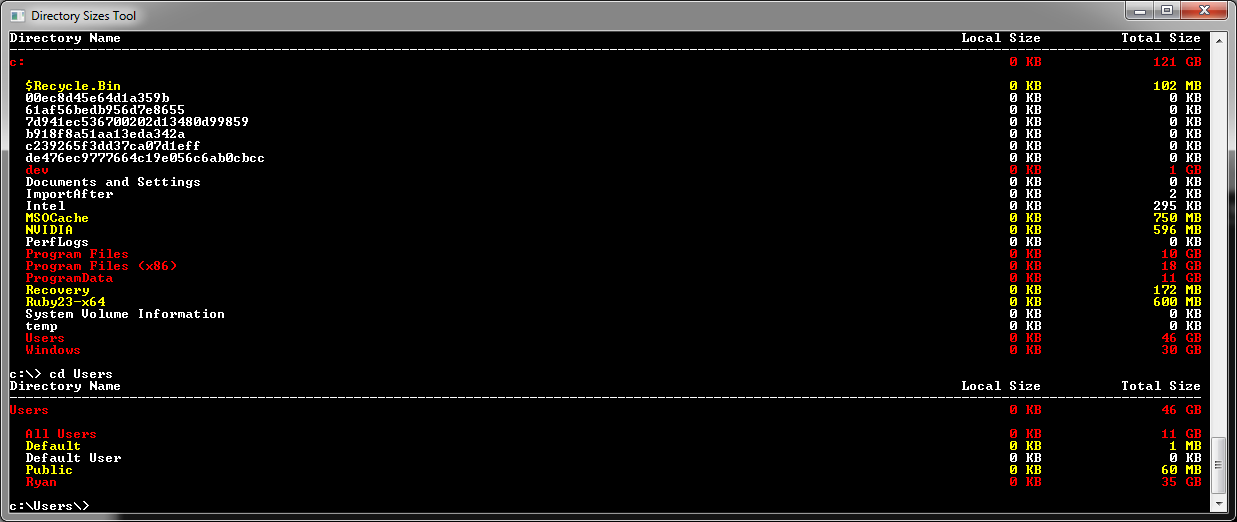 Directory Sizes Tool
Directory Name Local Size Total Size
c: 0 KB 121 GB
$Recycle.Bin 0 KB 102 MB
00ec8d45e64d1a359b 0 KB 0 KB
61af56bedb956d7e8655 0 KB 0 KB
7d941ec536700202d13480d99859 0 KB 0 KB
b918f8a51aa13eda342a 0 KB 0 KB
c239265f3dd37ca07d1eff 0 KB 0 KB
de476ec9777664c19e056c6ab0cbcc 0 KB 0 KB
dev 0 KB 1 GB
Documents and Settings 0 KB 0 KB
ImportAfter 0 KB 2 KB
Intel 0 KB 295 KB
MSOCache 0 KB 750 MB
NVIDIA 0 KB 596 MB
PerfLogs 0 KB 0 KB
Program Files 0 KB 10 GB
Program Files (x86) 0 KB 18 GB
ProgramData 0 KB 11 GB
Recovery 0 KB 172 MB
Ruby23-x64 0 KB 600 MB
System Volume Information 0 KB 0 KB
temp 0 KB 0 KB
Users 0 KB 46 GB
Windows 0 KB 30 GB
c:\> cd Users
Directory Name Local Size Total Size
Users 0 KB 46 GB
All Users 0 KB 11 GB
Default 0 KB 1 MB
Default User 0 KB 0 KB
Public 0 KB 60 MB
Ryan 0 KB 35 GB
c:\Users\>